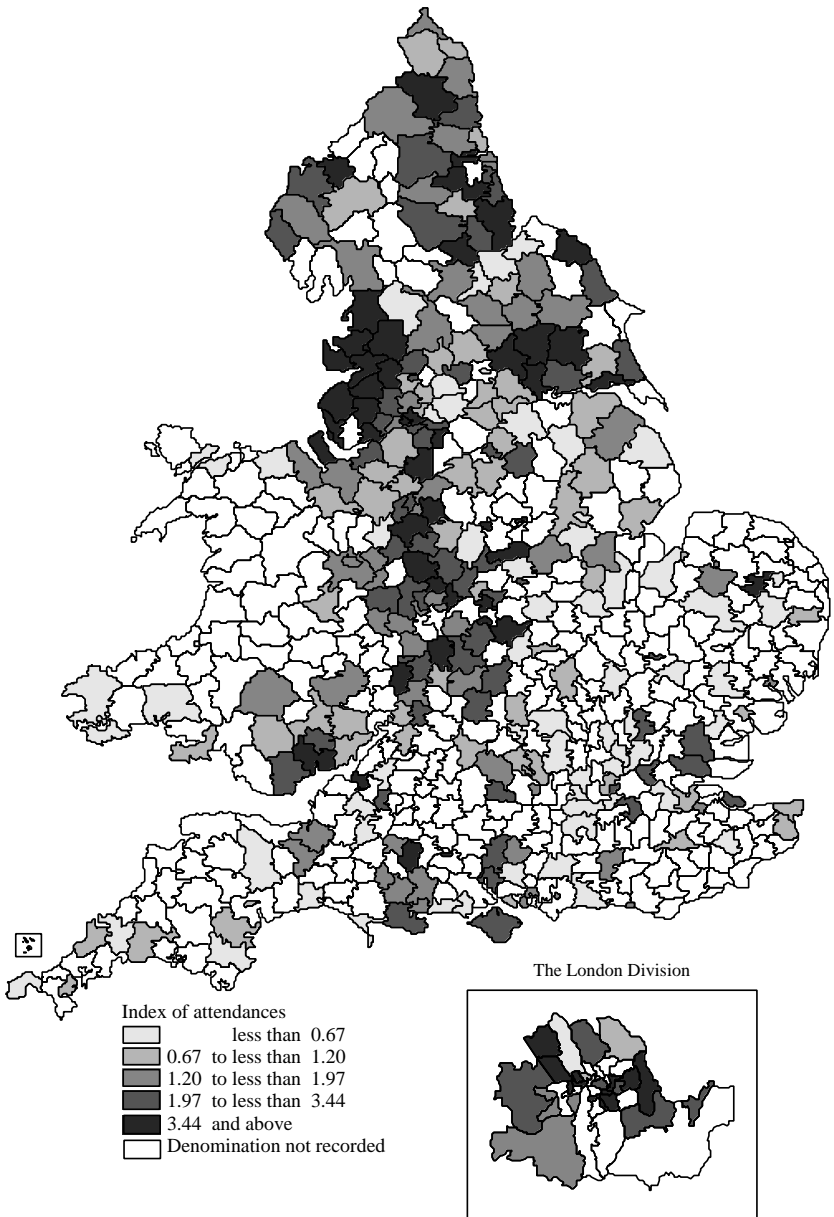 The London Division
Index of attendances
less than 0.67
0.67 to less than 1.20
1.20 to less than 1.97
1.97 to less than 3.44
3.44 and above
Denomination not recorded